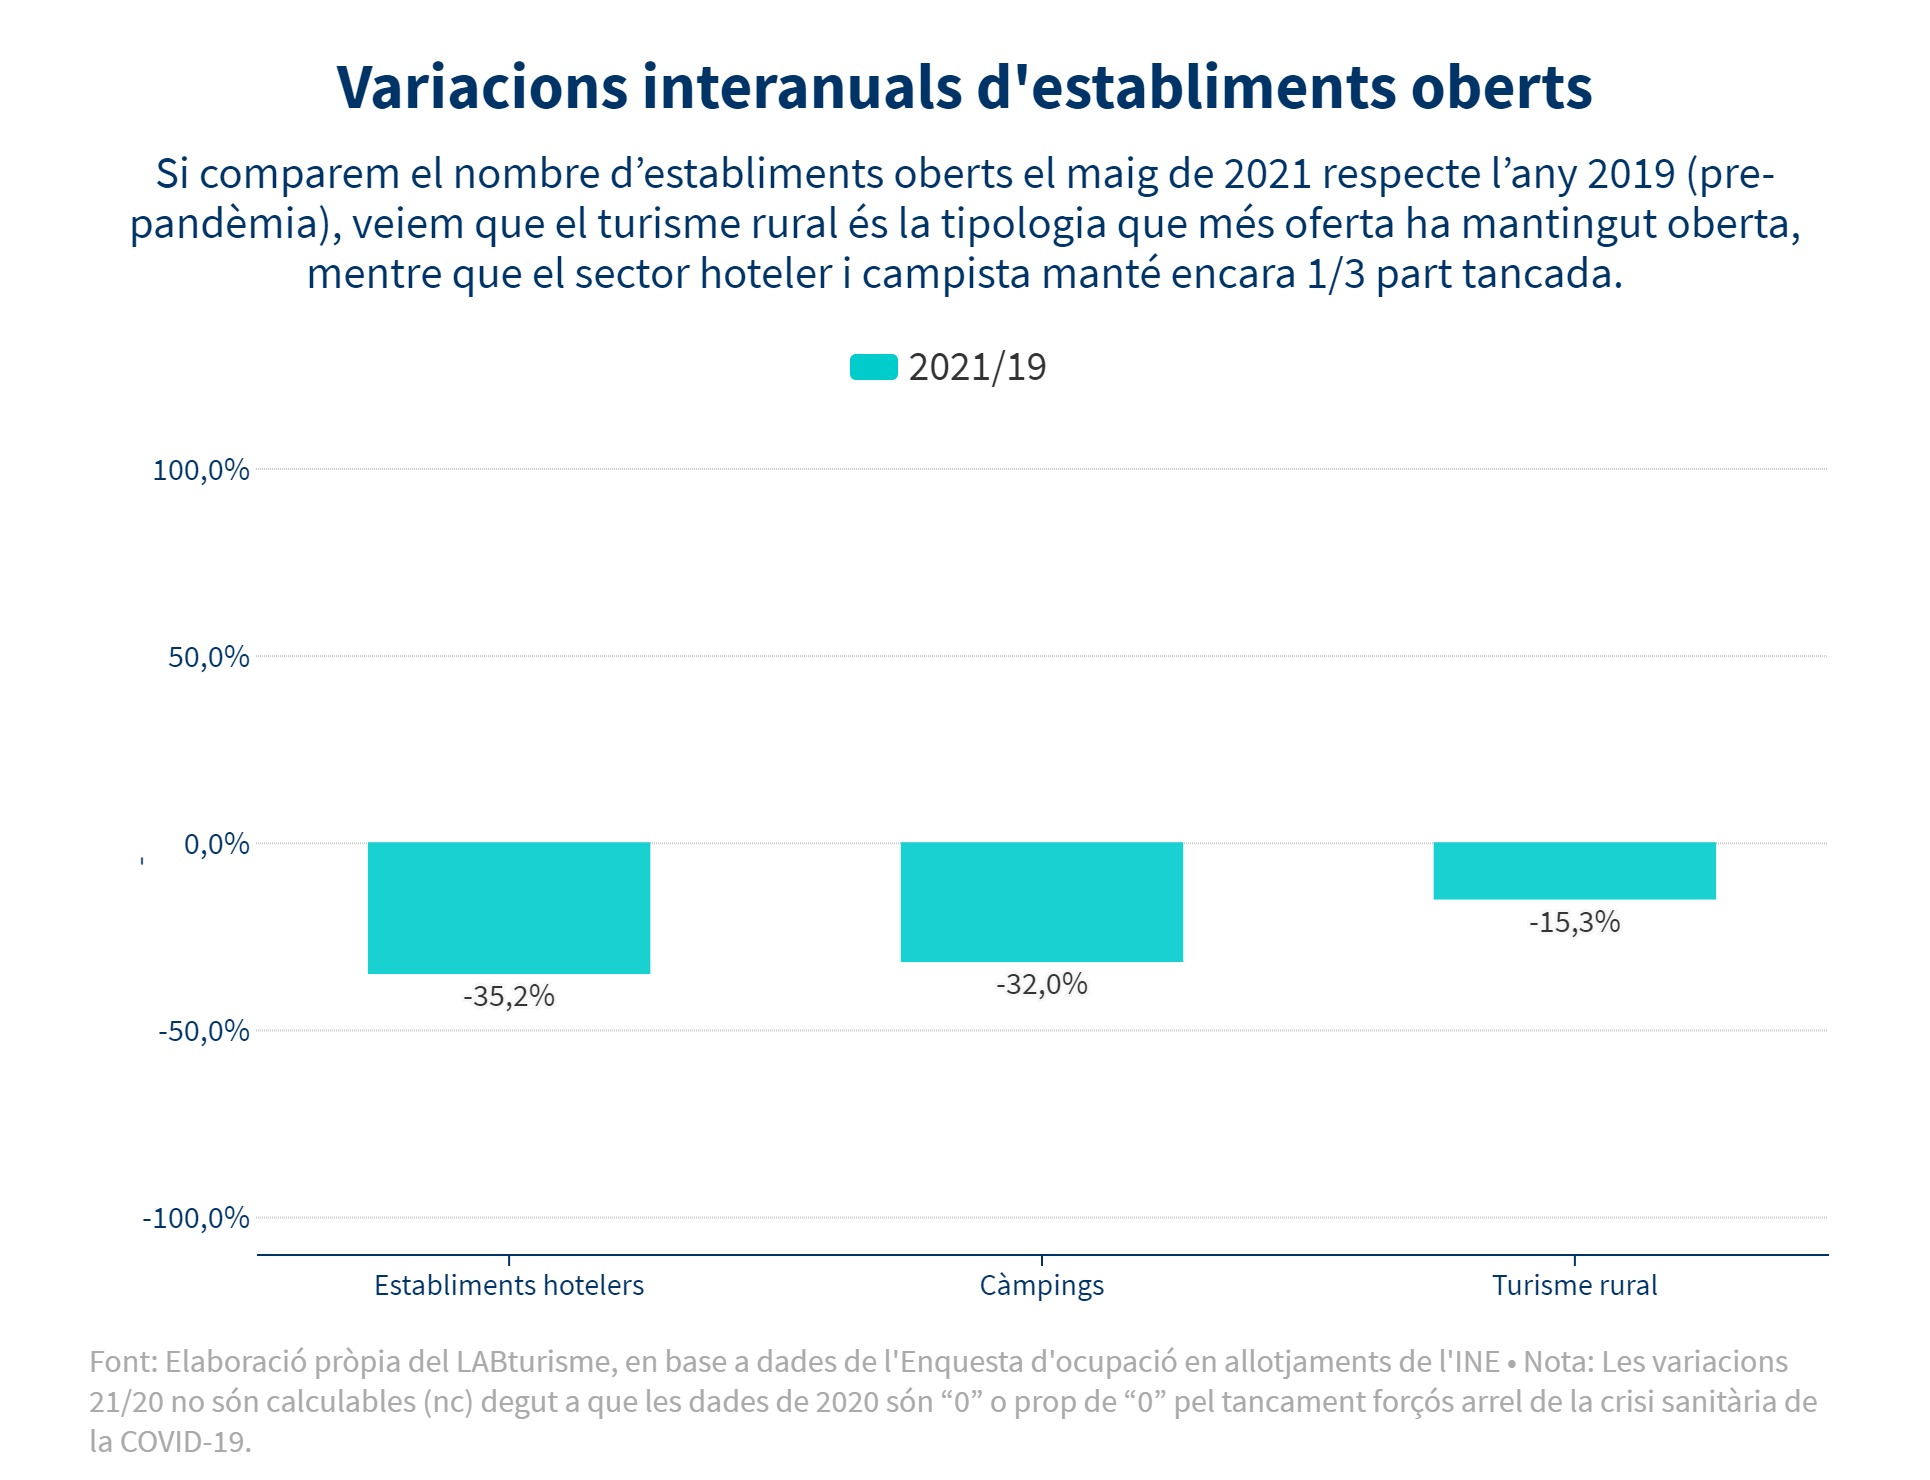 Variacions interanuals d'establiments oberts
Si comparem el nombre d’establiments oberts el maig de 2021 respecte l’any 2019 (pre-
pandèmia), veiem que el turisme rural és la tipologia que més oferta ha mantingut oberta,
mentre que el sector hoteler i campista manté encara 1/3 part tancada.
2021/19
100,0%
50,0%
0,0%
-
-50,0%
-100,0%
-35,2%
-32,0%
-15,3%
Establiments hotelers
Càmpings
Turisme rural
Font: Elaboració pròpia del LABturisme, en base a dades de l'Enquesta d'ocupació en allotjaments de l'INE • Nota: Les variacions
21/20 no són calculables (nc) degut a que les dades de 2020 són “0” o prop de “0” pel tancament forçós arrel de la crisi sanitària de
la COVID-19.